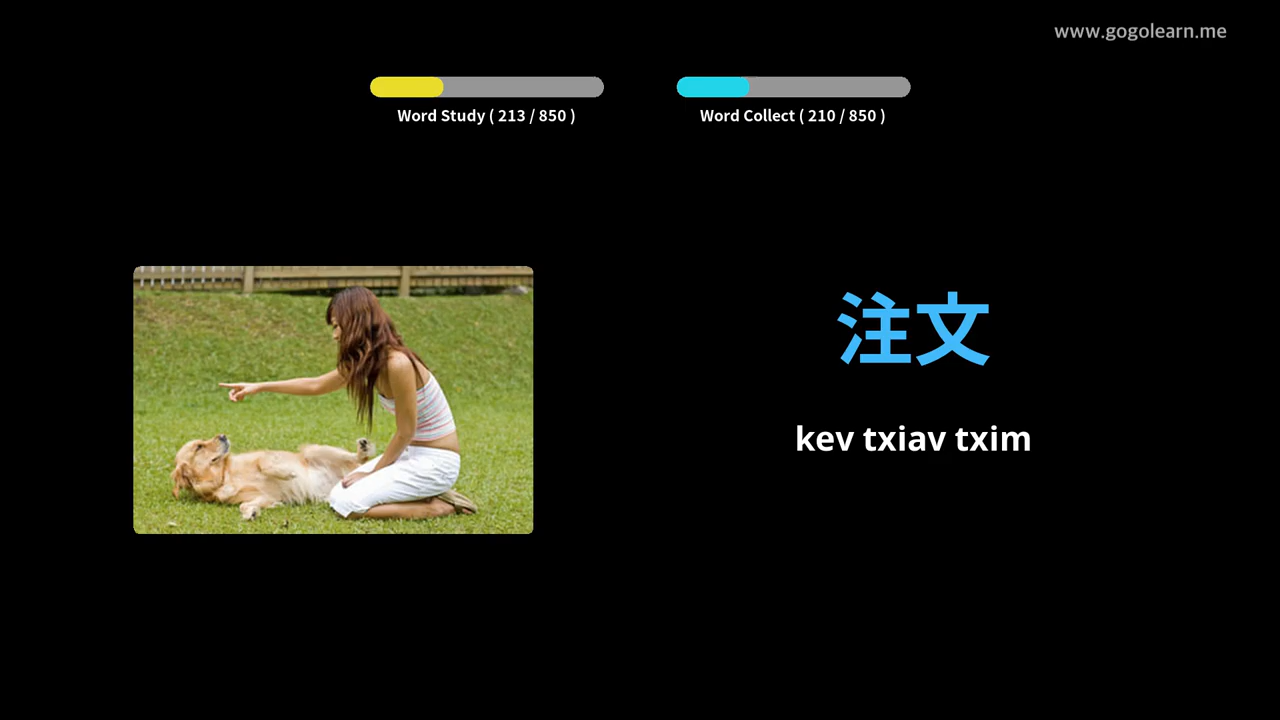 www.gogolearn.me
Word Study ( 213 / 850 )
Word Collect ( 210 / 850 )
注文
kev txiav txim